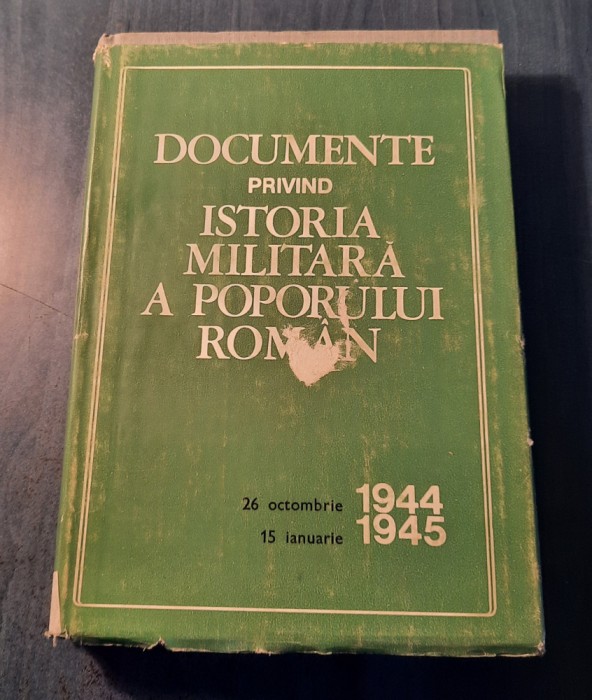 DOCUMENTE
PRIVIND
ISTORIA
MILITARĂ
A POPORULUI
ROMÂN
26 octombrie 1944
15 ianuarie 1945